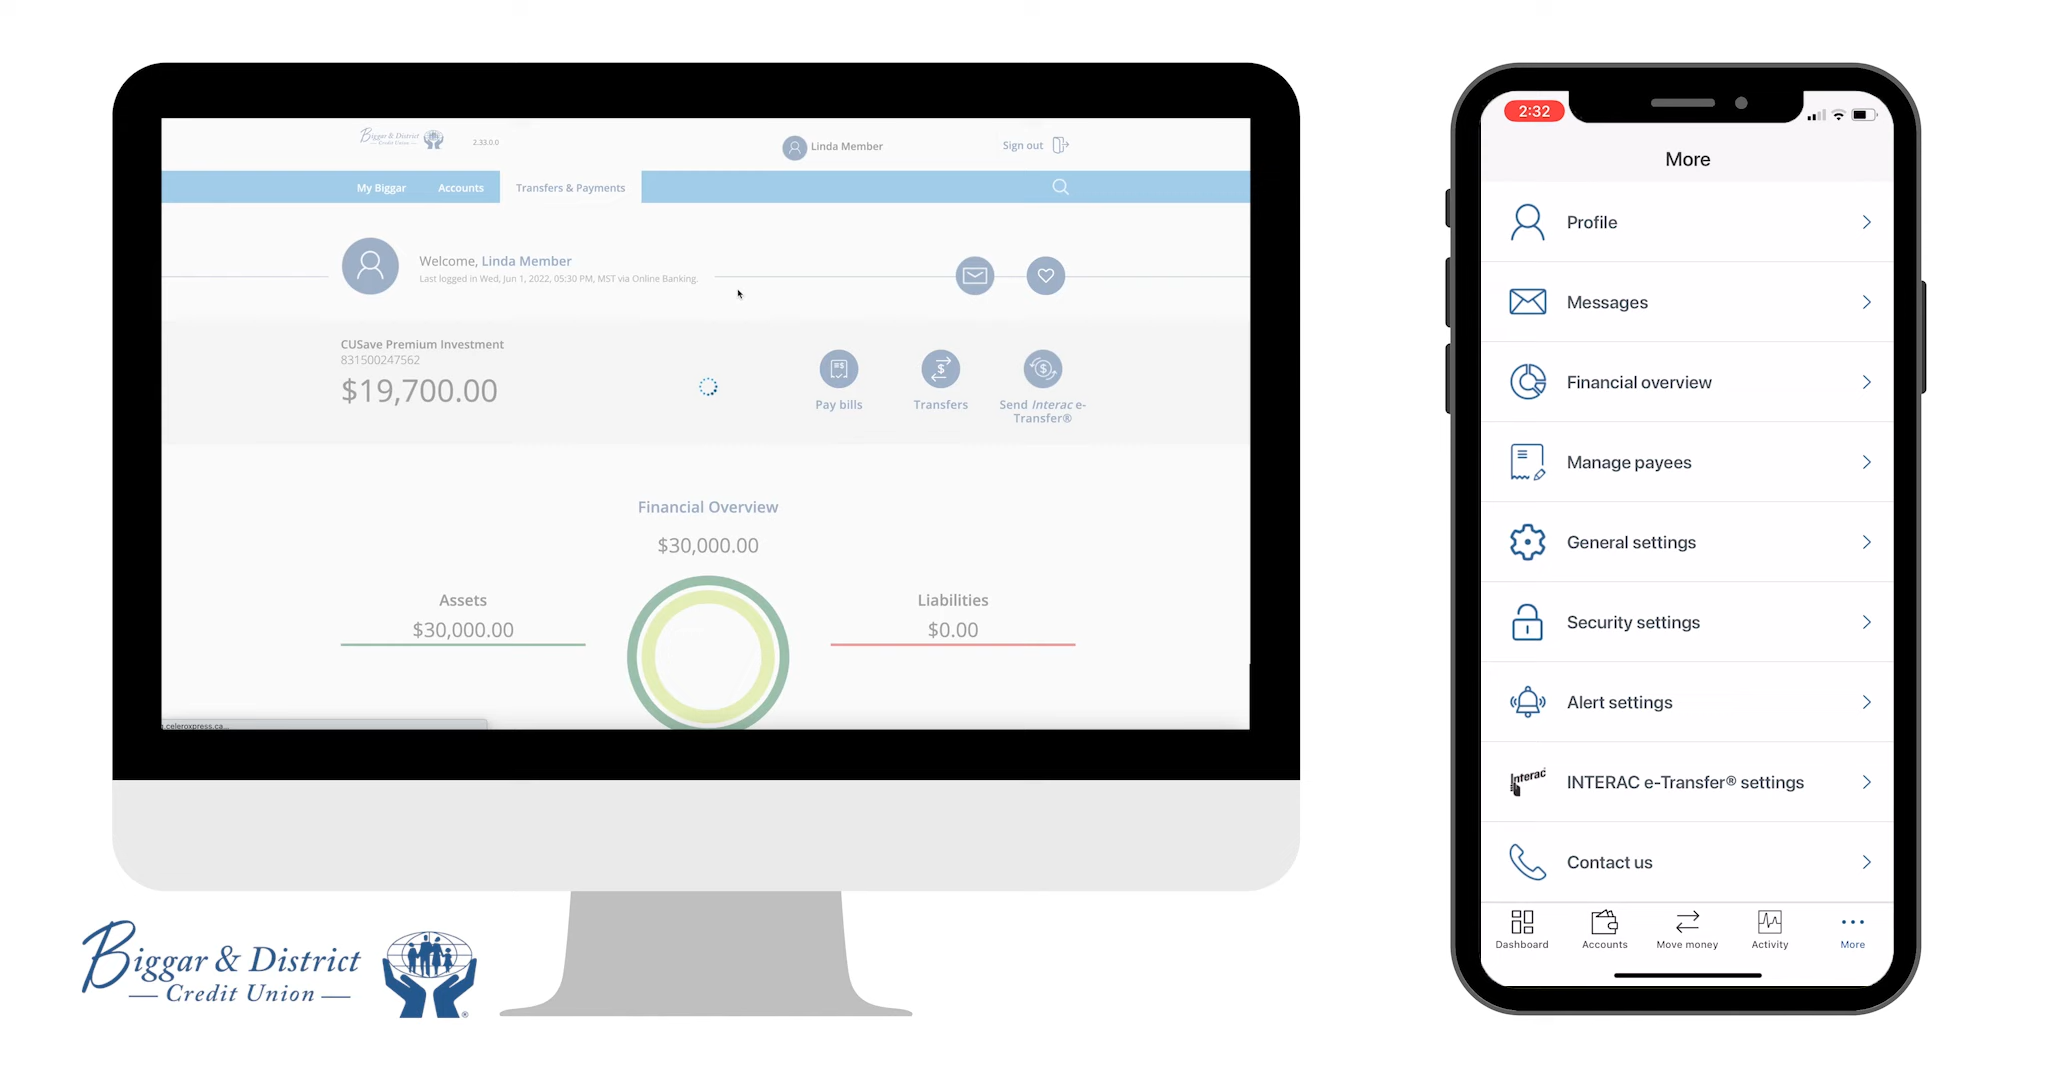 Biggar & District
Credit Union
2.33.0.0
Linda Member
Sign out
My Biggar
Accounts
Transfers & Payments
Welcome, Linda Member
Last logged in Wed, Jun 1, 2022, 05:30 PM, MST via Online Banking.
CUSave Premium Investment
831500247562
$19,700.00
Pay bills
Transfers
Send Interac e-
Transfer®
Financial Overview
$30,000.00
Assets
$30,000.00
Liabilities
$0.00
.celeroxpress.ca...
Biggar & District
Credit Union
®
2:32
More
Profile
Messages
Financial overview
Manage payees
General settings
Security settings
Alert settings
Interac
INTERAC e-Transfer® settings
Contact us
Dashboard
Accounts
Move money
Activity
More